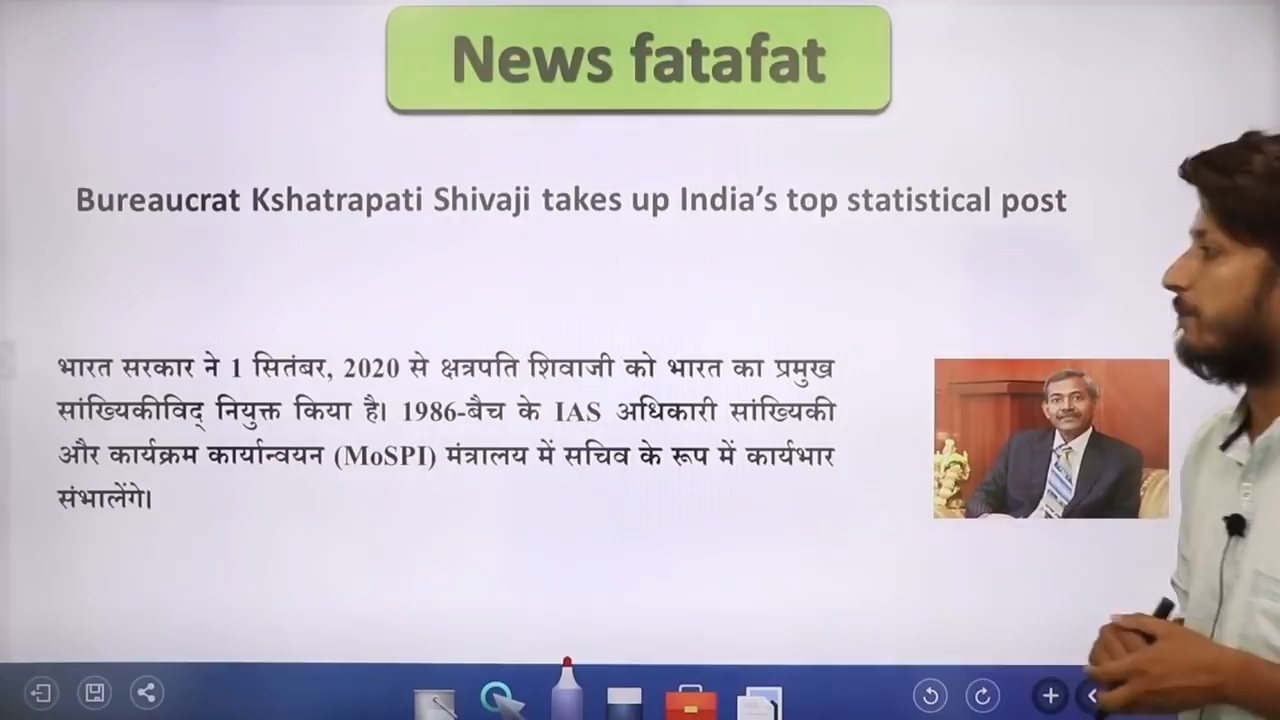 News fatafat
Bureaucrat Kshatrapati Shivaji takes up India's top statistical post
भारत सरकार ने 1 सितंबर, 2020 से क्षत्रपति शिवाजी को भारत का प्रमुख
सांख्यिकीविद् नियुक्त किया है। 1986-बैच के IAS अधिकारी सांख्यिकी
और कार्यक्रम कार्यान्वयन (MoSPI) मंत्रालय में सचिव के रूप में कार्यभार
संभालेंगे।